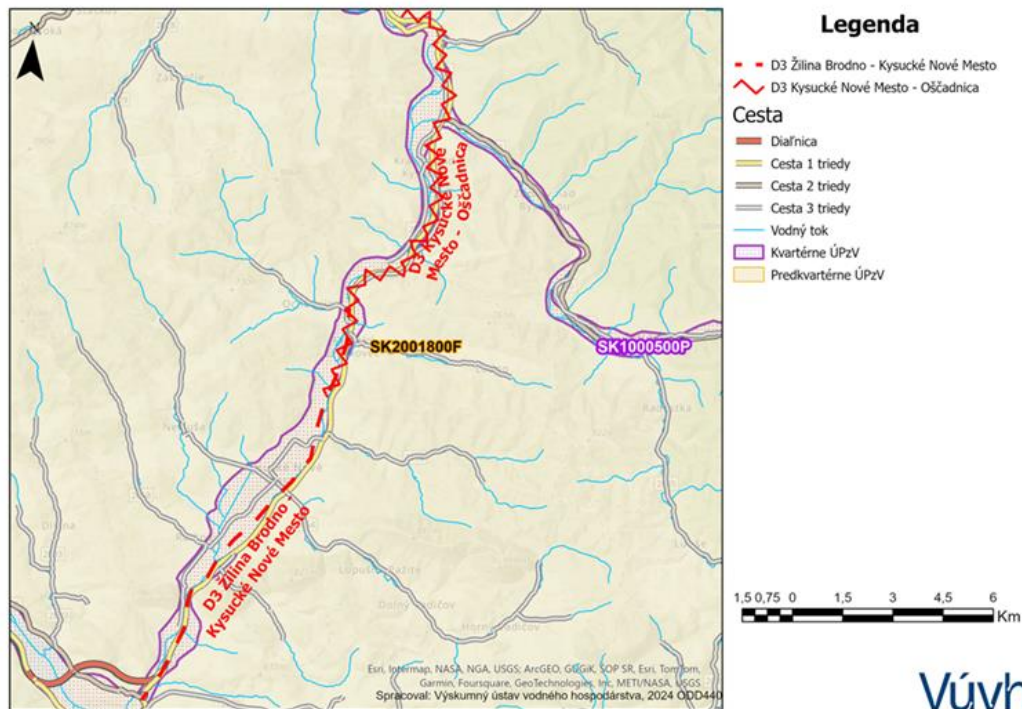 Legenda
D3 Žilina Brodno - Kysucké Nové Mesto
D3 Kysucké Nové Mesto - Oščadnica
Cesta
Diaľnica
Cesta 1 triedy
Cesta 2 triedy
Cesta 3 triedy
Vodný tok
Kvartérne ÚPzV
Predkvartérne ÚPzV
N
D3 Kysucké Nové
Mesto - Oščadnica
SK2001800F
SK1000500P
D3 Žilina Brodno -
Kysucké Nové Mesto
Horný Vadičov
1,5 0,75 0 1,5 3 4,5 6
Km
Esri, Intermap, NASA, NGA, USGS; ArcGEO, GÚGiK, SOP SR, Esri, TomTom,
Garmin, Foursquare, GeoTechnologies, Inc, METI/NASA, USGS
Spracoval: Výskumný ústav vodného hospodárstva, 2024 ODD440
Vúvh